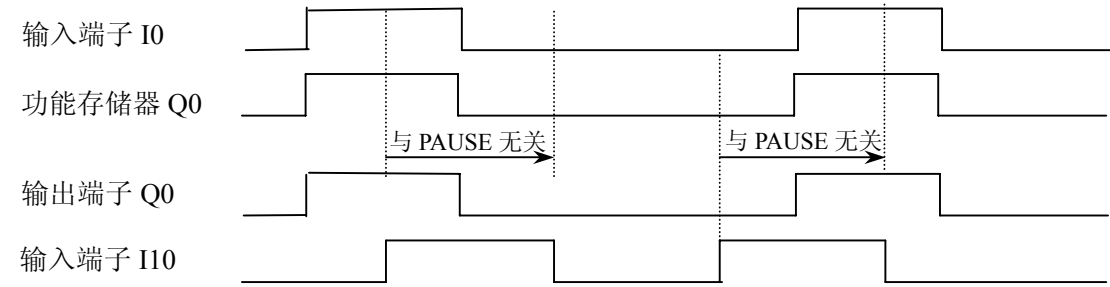 输入端子 I0
功能存储器 Q0
与 PAUSE 无关
与 PAUSE 无关
输出端子 Q0
输入端子 I10